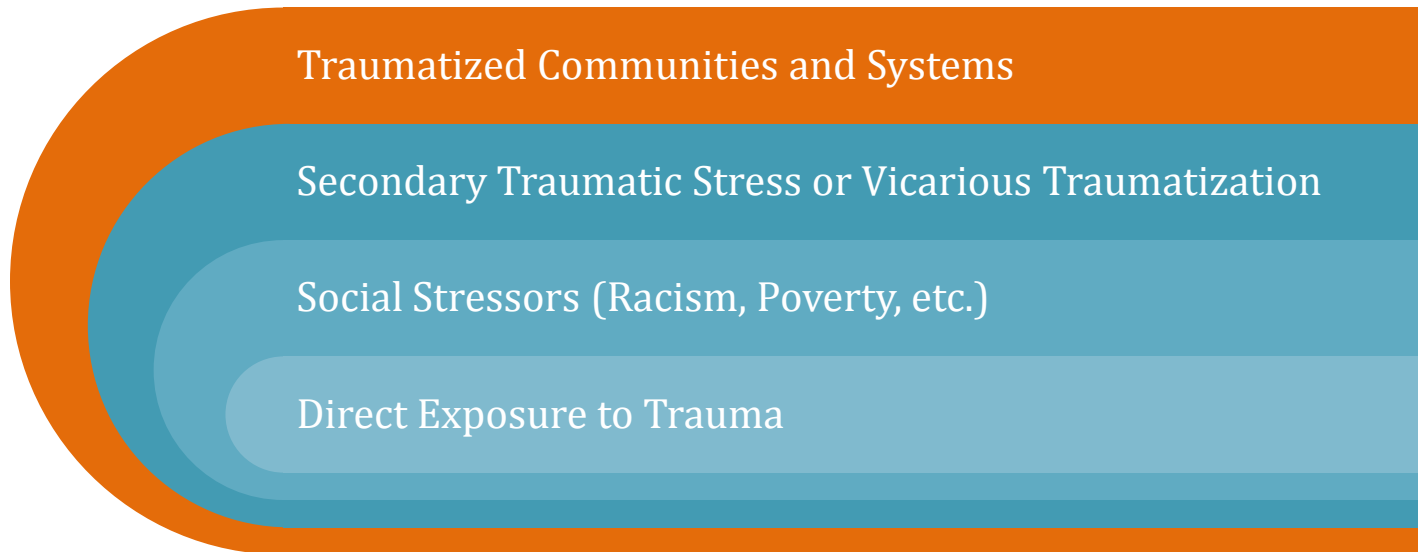 Traumatized Communities and Systems
Secondary Traumatic Stress or Vicarious Traumatization
Social Stressors (Racism, Poverty, etc.)
Direct Exposure to Trauma